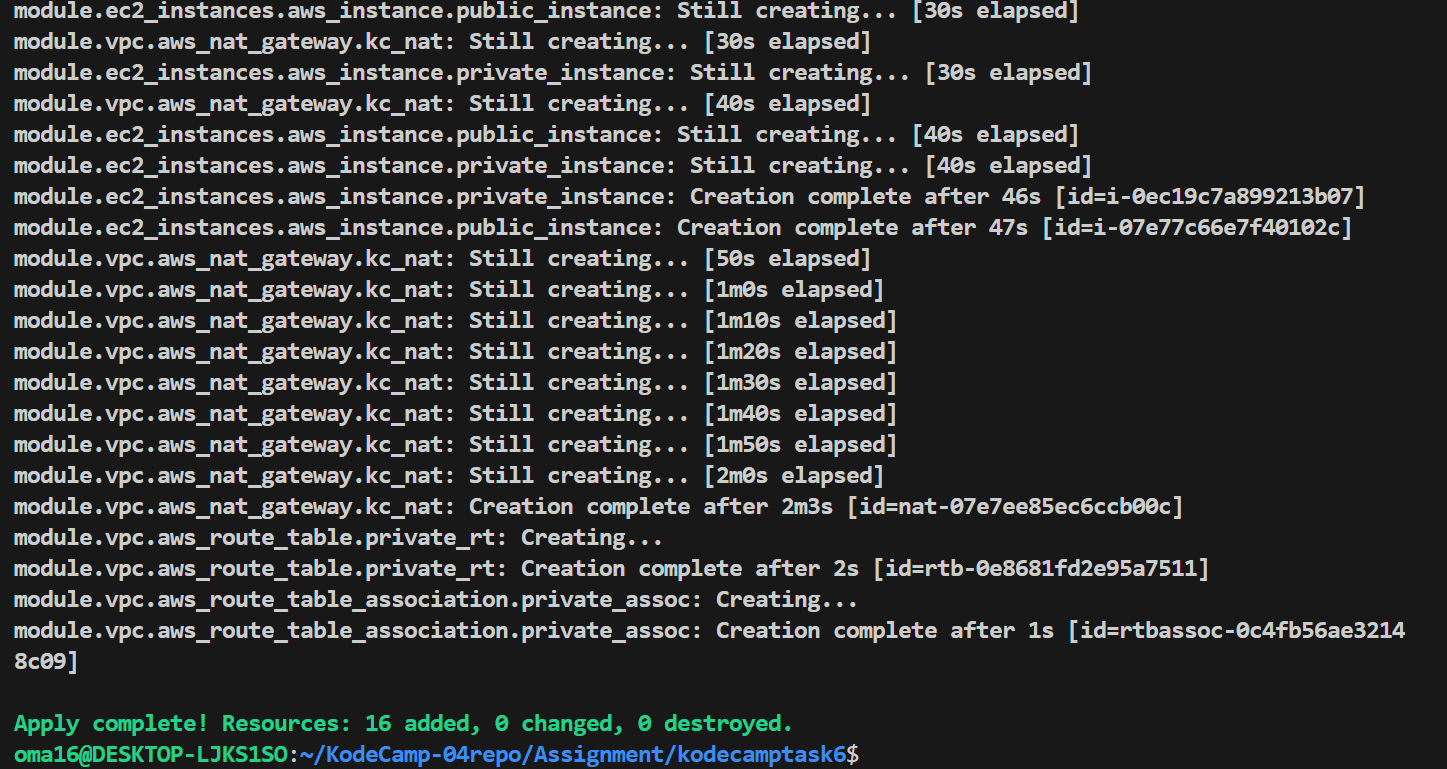 module.ec2_instances.aws_instance.public_instance: Still creating... [30s elapsed]
module.vpc.aws_nat_gateway.kc_nat: Still creating... [30s elapsed]
module.ec2_instances.aws_instance.private_instance: Still creating... [30s elapsed]
module.vpc.aws_nat_gateway.kc_nat: Still creating... [40s elapsed]
module.ec2_instances.aws_instance.public_instance: Still creating... [40s elapsed]
module.ec2_instances.aws_instance.private_instance: Still creating... [40s elapsed]
module.ec2_instances.aws_instance.private_instance: Creation complete after 46s [id=i-0ec19c7a899213b07]
module.ec2_instances.aws_instance.public_instance: Creation complete after 47s [id=i-07e77c66e7f40102c]
module.vpc.aws_nat_gateway.kc_nat: Still creating... [50s elapsed]
module.vpc.aws_nat_gateway.kc_nat: Still creating... [1m0s elapsed]
module.vpc.aws_nat_gateway.kc_nat: Still creating... [1m10s elapsed]
module.vpc.aws_nat_gateway.kc_nat: Still creating... [1m20s elapsed]
module.vpc.aws_nat_gateway.kc_nat: Still creating... [1m30s elapsed]
module.vpc.aws_nat_gateway.kc_nat: Still creating... [1m40s elapsed]
module.vpc.aws_nat_gateway.kc_nat: Still creating... [1m50s elapsed]
module.vpc.aws_nat_gateway.kc_nat: Still creating... [2m0s elapsed]
module.vpc.aws_nat_gateway.kc_nat: Creation complete after 2m3s [id=nat-07e7ee85ec6ccb00c]
module.vpc.aws_route_table.private_rt: Creating...
module.vpc.aws_route_table.private_rt: Creation complete after 2s [id=rtb-0e8681fd2e95a7511]
module.vpc.aws_route_table_association.private_assoc: Creating...
module.vpc.aws_route_table_association.private_assoc: Creation complete after 1s [id=rtbassoc-0c4fb56ae3214
8c09]
Apply complete! Resources: 16 added, 0 changed, 0 destroyed.
oma16@DESKTOP-LJKS1SO:~/KodeCamp-04repo/Assignment/kodecamptask6$